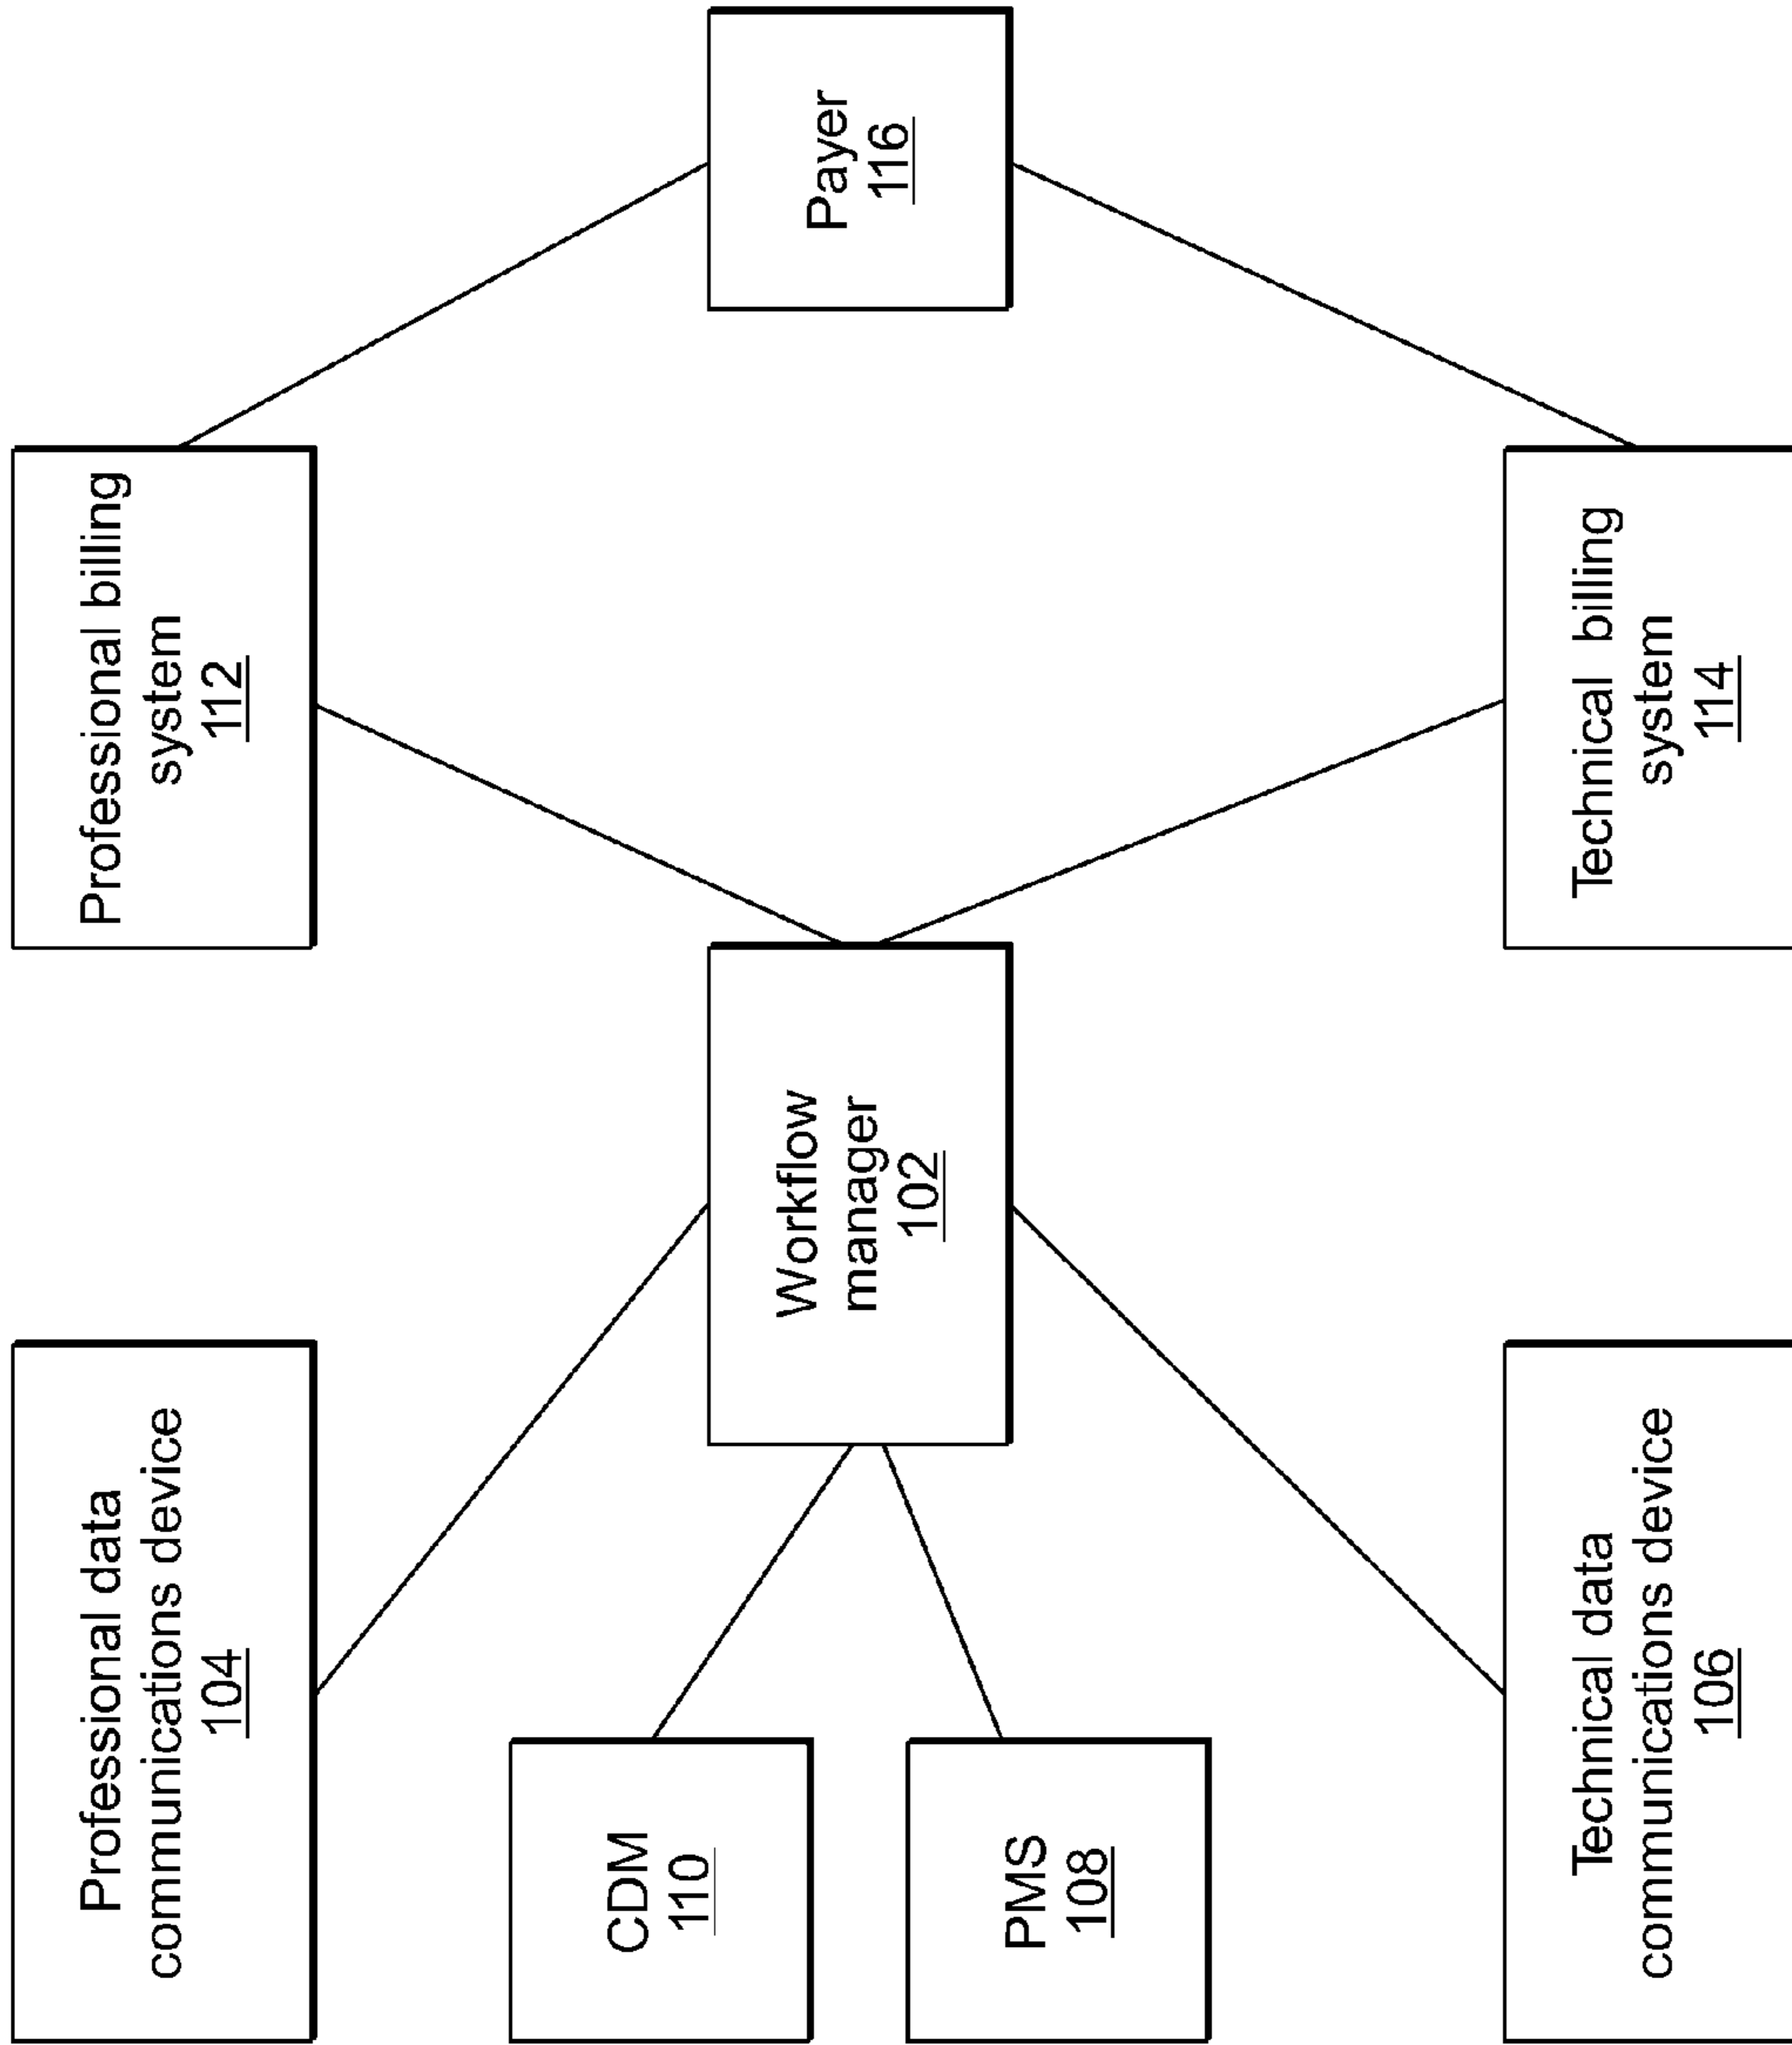 Professional data
communications device
104
CDM
110
PMS
108
Technical data
communications device
106
Workflow
manager
102
Professional billing
system
112
Technical billing
system
114
Payer
116